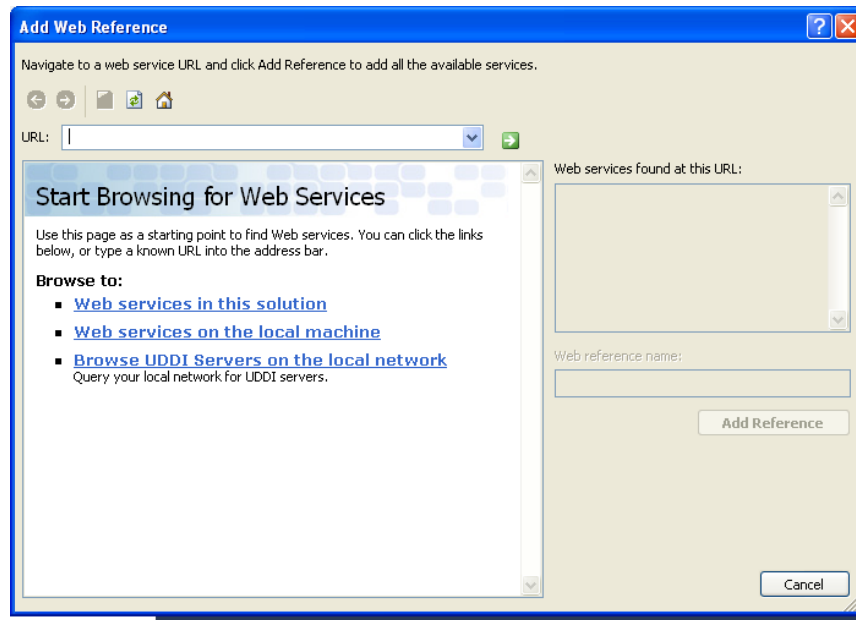 Add Web Reference
Navigate to a web service URL and click Add Reference to add all the available services.
URL:
Start Browsing for Web Services
Use this page as a starting point to find Web services. You can click the links
below, or type a known URL into the address bar.
Browse to:
Web services in this solution
Web services on the local machine
Browse UDDI Servers on the local network
Query your local network for UDDI servers.
Web services found at this URL:
Web reference name:
Add Reference
Cancel